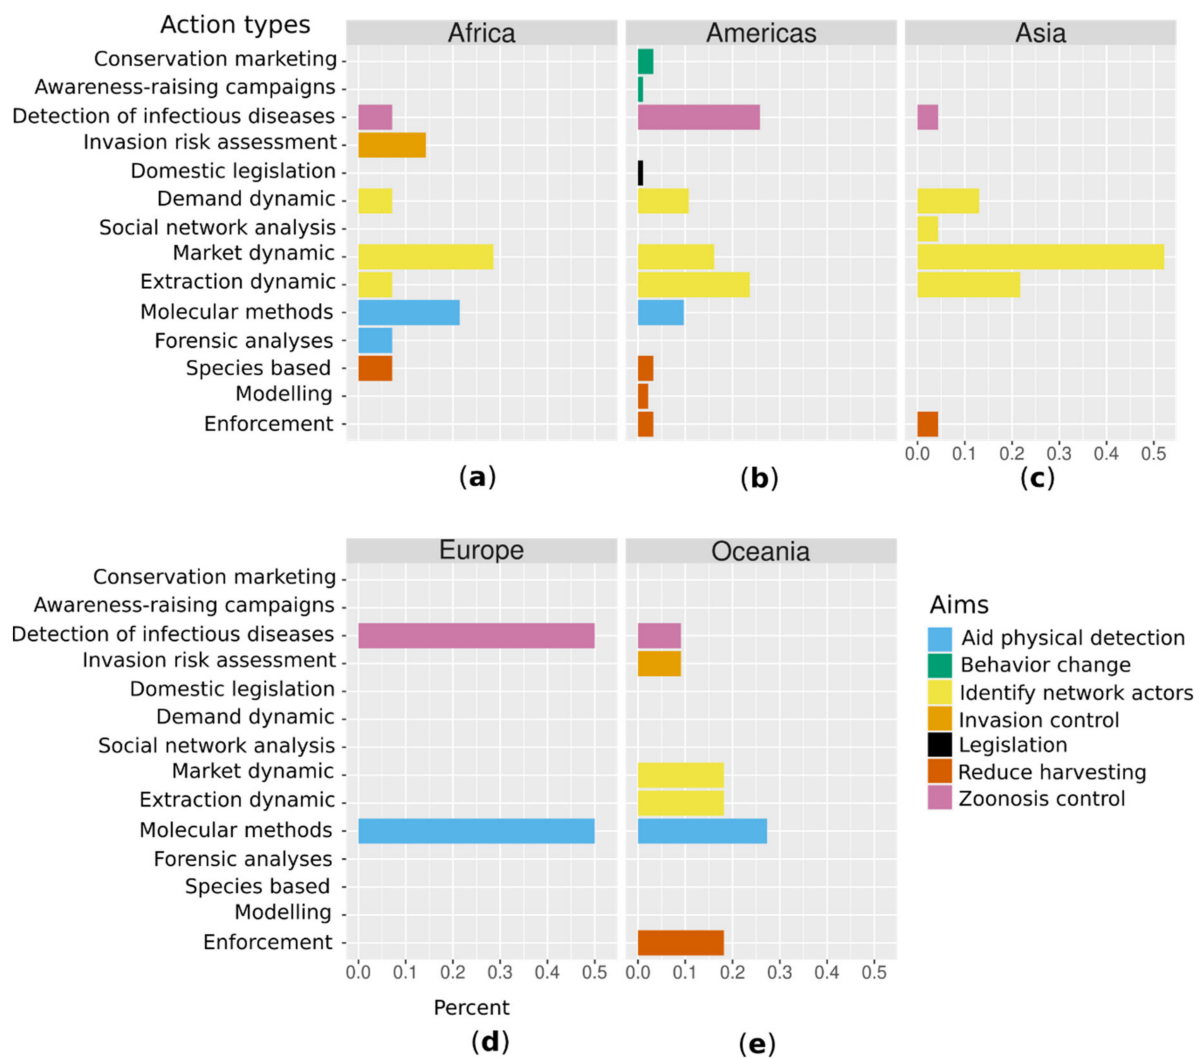 Action types
Africa
Americas
Asia
Conservation marketing
Awareness-raising campaigns
Detection of infectious diseases
Invasion risk assessment
Domestic legislation
Demand dynamic
Social network analysis
Market dynamic
Extraction dynamic
Molecular methods
Forensic analyses
Species based
Modelling
Enforcement
0.0 0.1 0.2 0.3 0.4 0.5
(a) (b) (c)
Europe
Oceania
Conservation marketing
Awareness-raising campaigns
Detection of infectious diseases
Invasion risk assessment
Domestic legislation
Demand dynamic
Social network analysis
Market dynamic
Extraction dynamic
Molecular methods
Forensic analyses
Species based
Modelling
Enforcement
0.0 0.1 0.2 0.3 0.4 0.5
0.0 0.1 0.2 0.3 0.4 0.5
Percent
(d) (e)
Aims
Aid physical detection
Behavior change
Identify network actors
Invasion control
Legislation
Reduce harvesting
Zoonosis control